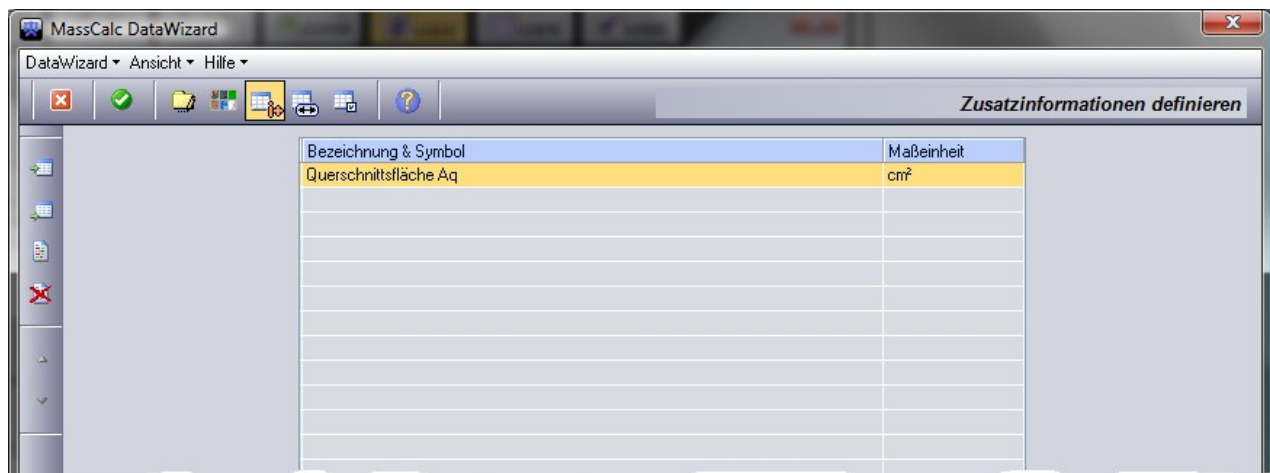 MassCalc DataWizard
DataWizard Ansicht Hilfe
Zusatzinformationen definieren
Bezeichnung & Symbol Maßeinheit
Querschnittsfläche Aq cm²